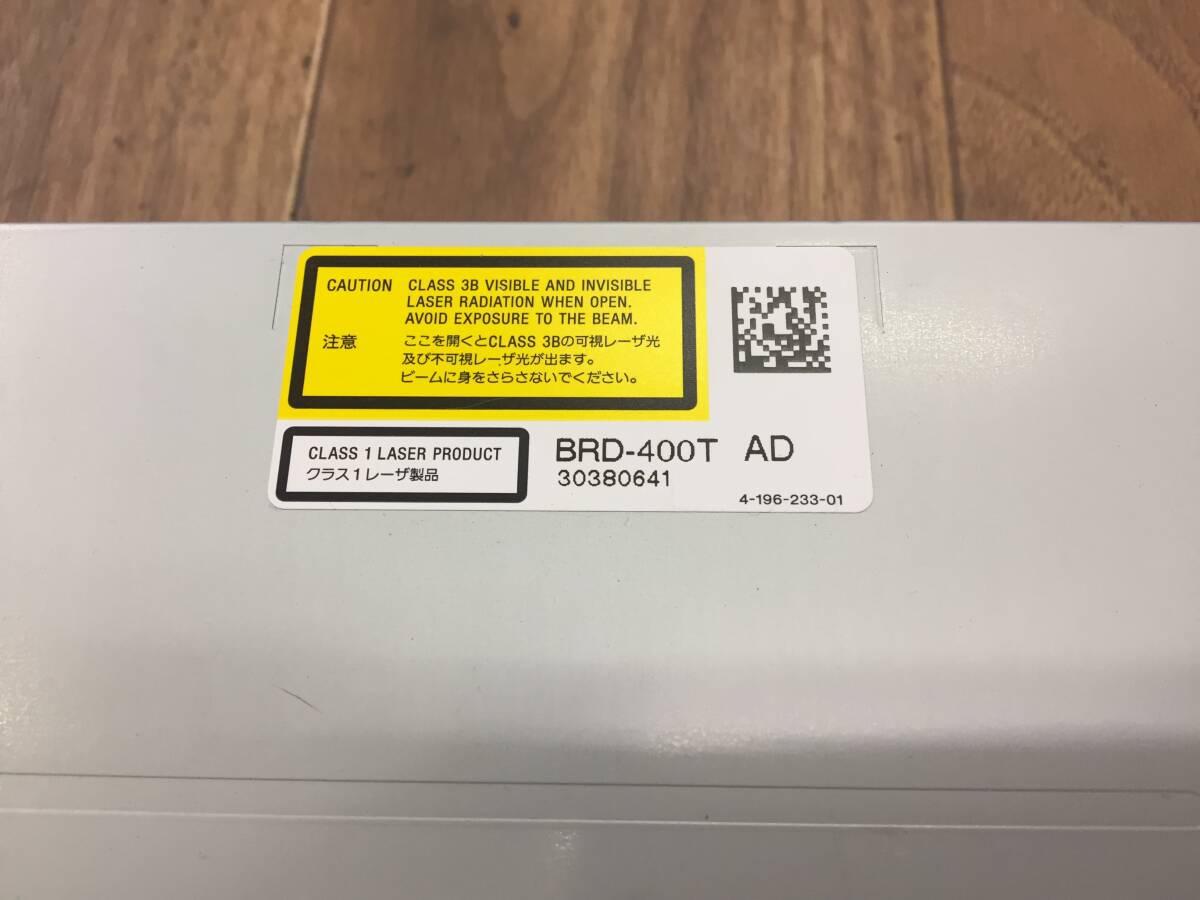 CAUTION CLASS 3B VISIBLE AND INVISIBLE
LASER RADIATION WHEN OPEN.
AVOID EXPOSURE TO THE BEAM.
注意 ここを開くとCLASS 3Bの可視レーザ光
及び不可視レーザ光が出ます。
ビームに身をさらさないでください。
CLASS 1 LASER PRODUCT
クラス1レーザ製品
BRD-400T AD
30380641
4-196-233-01